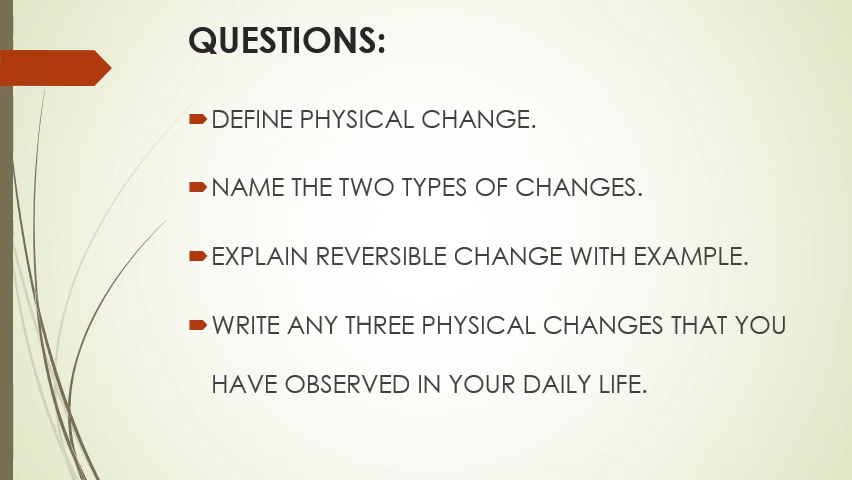 QUESTIONS:
DEFINE PHYSICAL CHANGE.
NAME THE TWO TYPES OF CHANGES.
EXPLAIN REVERSIBLE CHANGE WITH EXAMPLE.
WRITE ANY THREE PHYSICAL CHANGES THAT YOU
HAVE OBSERVED IN YOUR DAILY LIFE.